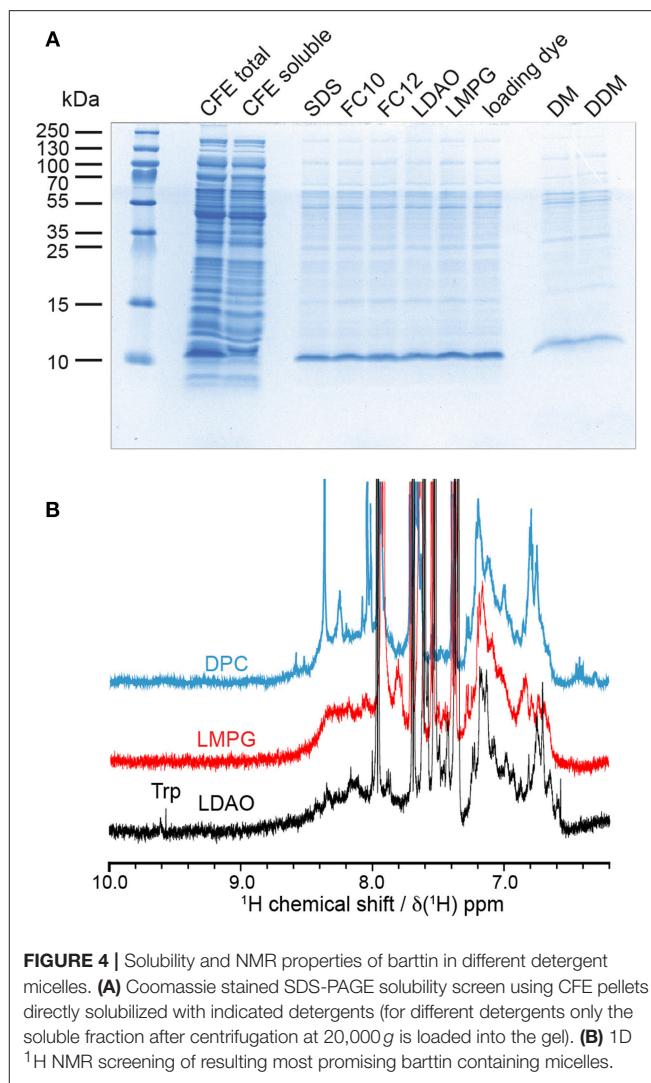 A
kDa
CFE total
CFE soluble
SDS
FC10
FC12
LDAO
LMPG
loading dye
DM
DDM
250
130
100
70
55
35
25
15
10
B
DPC
LMPG
Trp
LDAO
10.0 9.0 8.0 7.0
¹H chemical shift / δ(¹H) ppm
FIGURE 4 | Solubility and NMR properties of barttin in different detergent
micelles. (A) Coomassie stained SDS-PAGE solubility screen using CFE pellets
directly solubilized with indicated detergents (for different detergents only the
soluble fraction after centrifugation at 20,000 g is loaded into the gel). (B) 1D
¹H NMR screening of resulting most promising barttin containing micelles.